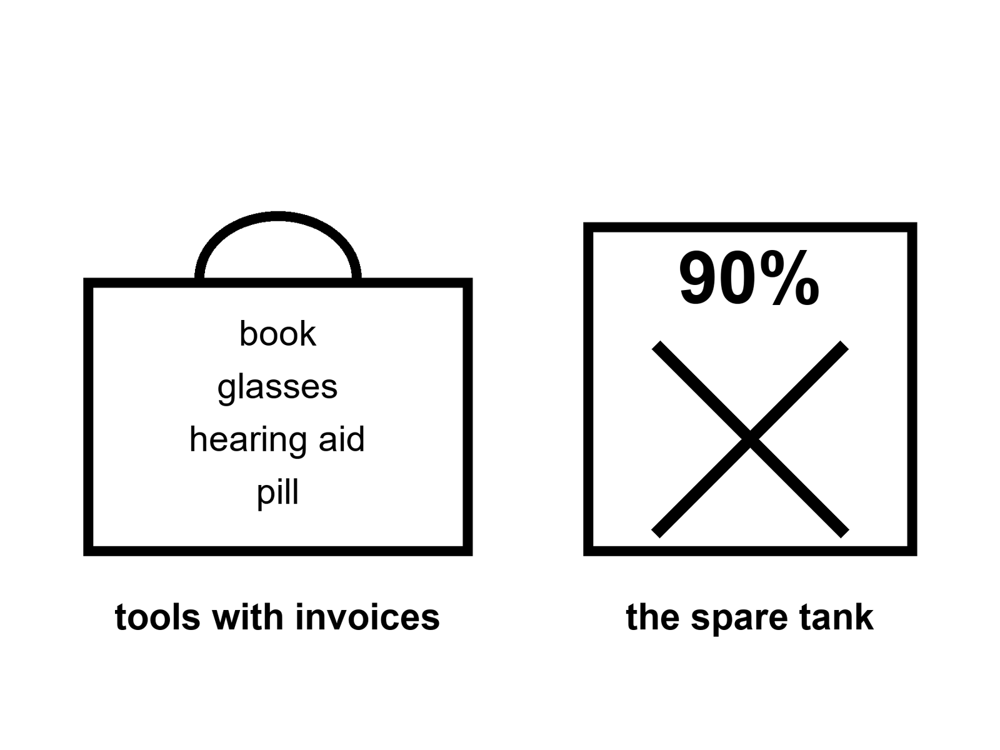 book
glasses
hearing aid
pill
tools with invoices
90%
the spare tank